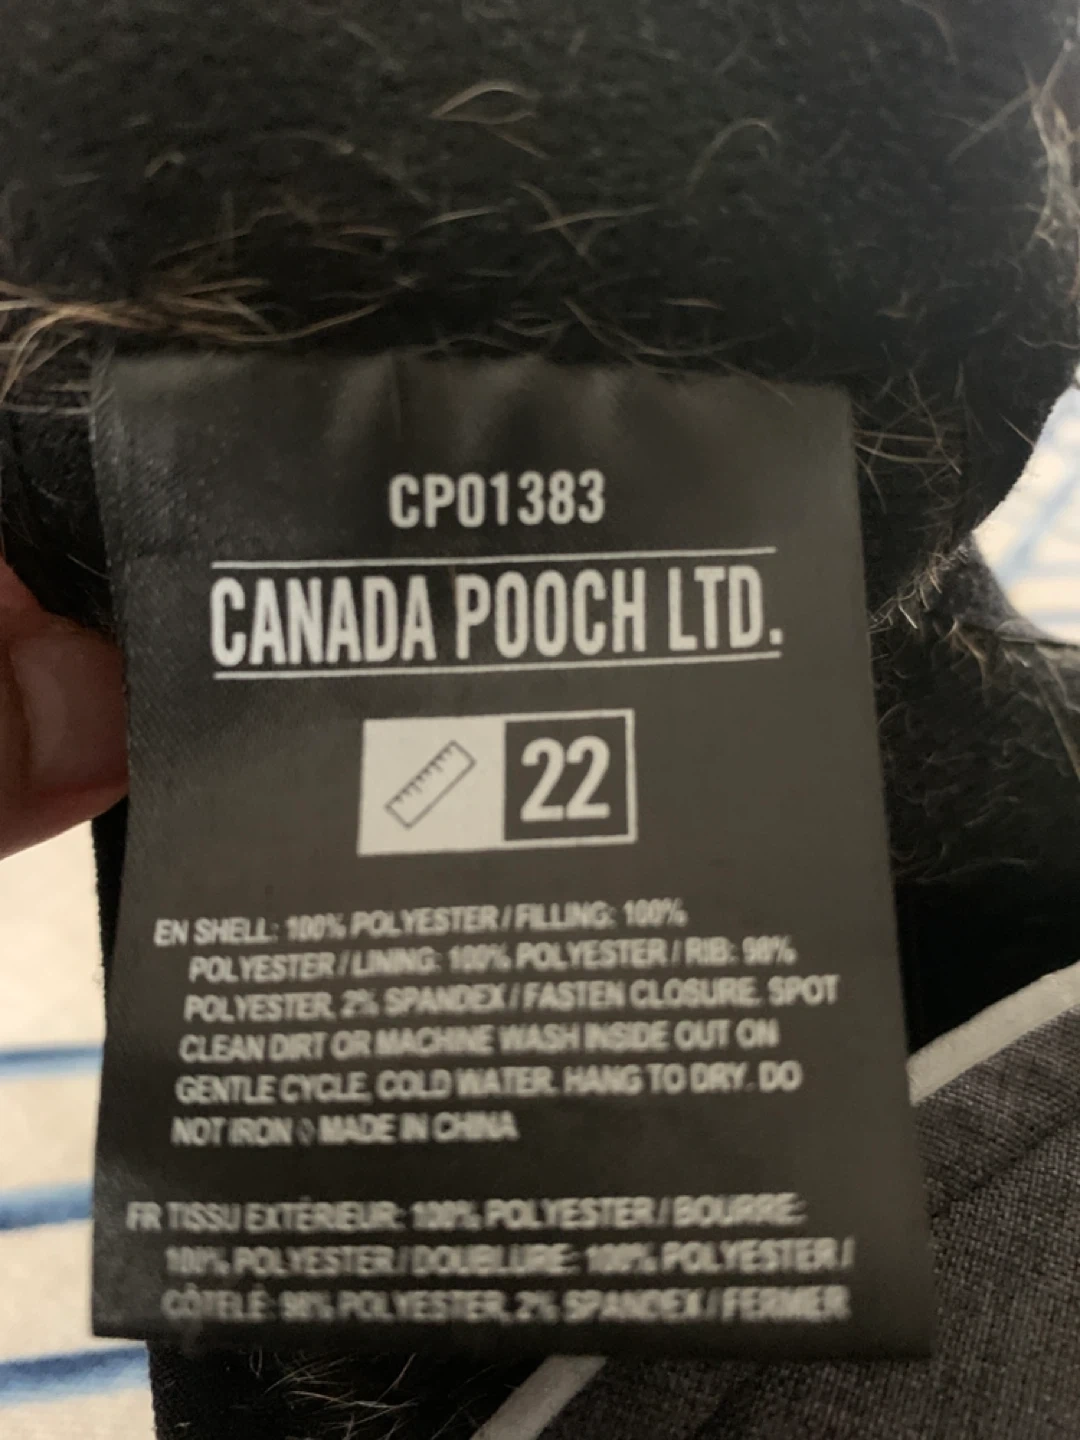 CP01383
CANADA POOCH LTD.
22
EN SHELL: 100% POLYESTER / FILLING: 100%
POLYESTER / LINING: 100% POLYESTER / RIB: 98%
POLYESTER, 2% SPANDEX / FASTEN CLOSURE. SPOT
CLEAN DIRT OR MACHINE WASH INSIDE OUT ON
GENTLE CYCLE, COLD WATER. HANG TO DRY. DO
NOT IRON ◊ MADE IN CHINA
FR TISSU EXTÉRIEUR: 100% POLYESTER / BOURRE:
100% POLYESTER / DOUBLURE: 100% POLYESTER /
CÔTELÉ: 98% POLYESTER, 2% SPANDEX / FERMER